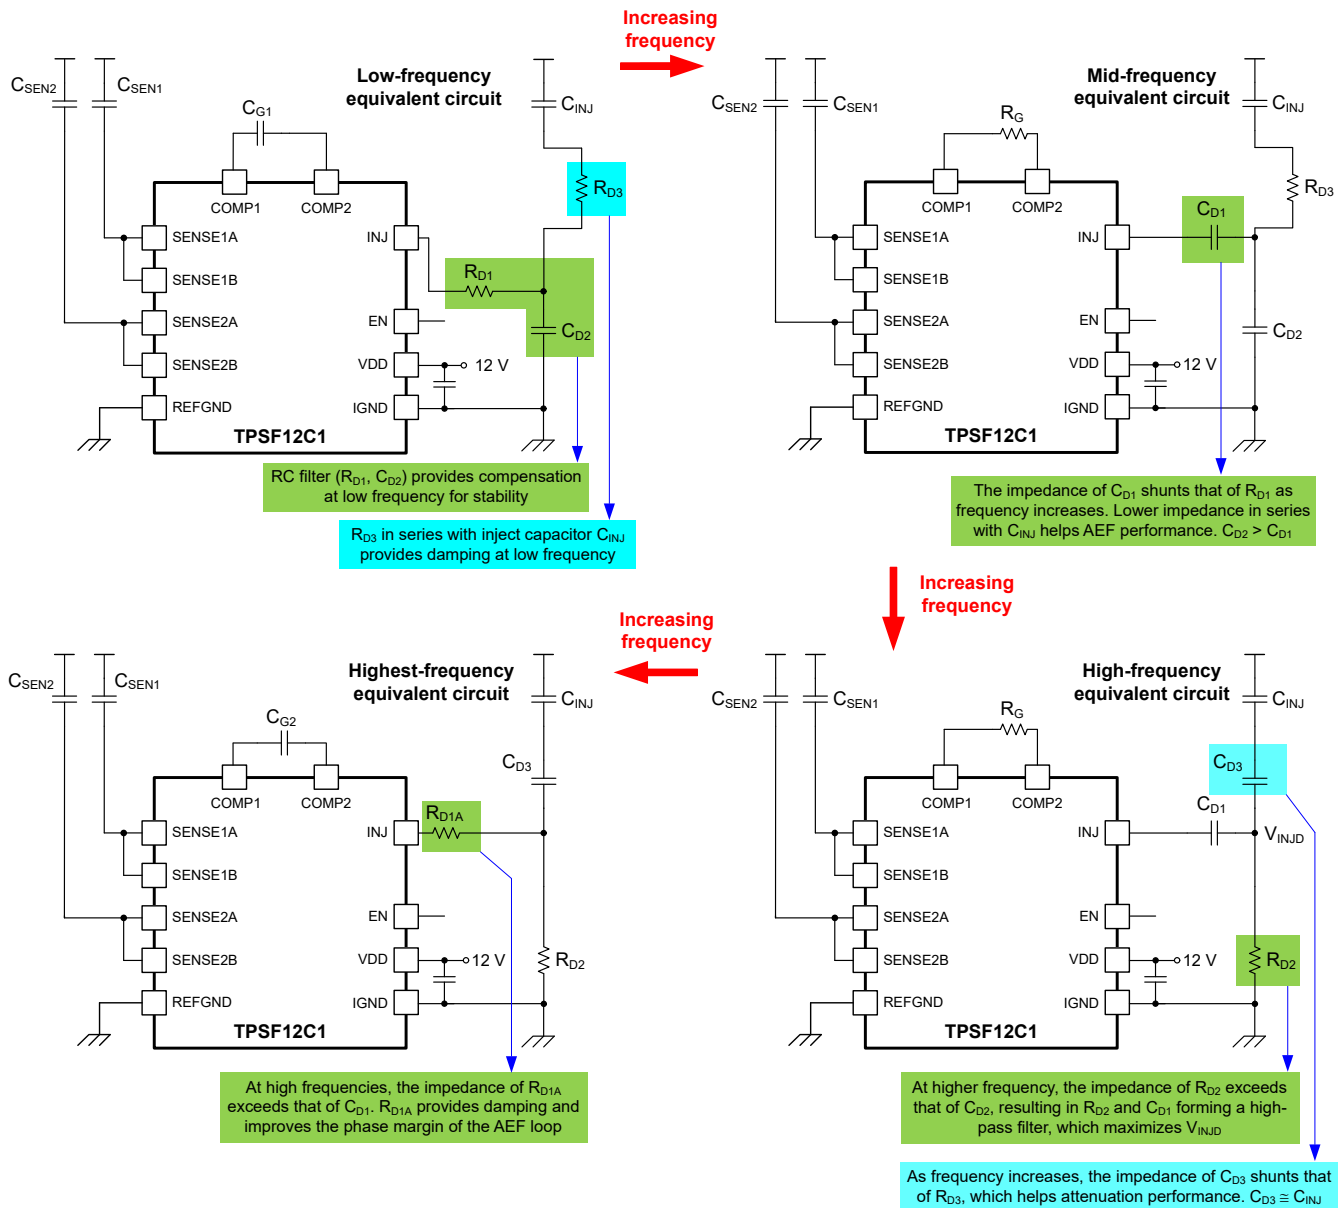 Increasing
frequency
Low-frequency
equivalent circuit
CSEN2
CSEN1
CG1
CINJ
RD3
COMP1
COMP2
SENSE1A
INJ
SENSE1B
RD1
SENSE2A
EN
CD2
SENSE2B
VDD
12 V
REFGND
IGND
TPSF12C1
RC filter (RD1, CD2) provides compensation
at low frequency for stability
RD3 in series with inject capacitor CINJ
provides damping at low frequency
Mid-frequency
equivalent circuit
CSEN2
CSEN1
RG
CINJ
RD3
COMP1
COMP2
CD1
SENSE1A
INJ
SENSE1B
SENSE2A
EN
CD2
SENSE2B
VDD
12 V
REFGND
IGND
TPSF12C1
The impedance of CD1 shunts that of RD1 as
frequency increases. Lower impedance in series
with CINJ helps AEF performance. CD2 > CD1
Increasing
frequency
Increasing
frequency
High-frequency
equivalent circuit
CSEN2
CSEN1
RG
CINJ
CD3
COMP1
COMP2
CD1
SENSE1A
INJ
VINJD
SENSE1B
SENSE2A
EN
SENSE2B
VDD
12 V
RD2
REFGND
IGND
TPSF12C1
At higher frequency, the impedance of RD2 exceeds
that of CD2, resulting in RD2 and CD1 forming a high-
pass filter, which maximizes VINJD
As frequency increases, the impedance of CD3 shunts that
of RD3, which helps attenuation performance. CD3 ≅ CINJ
Highest-frequency
equivalent circuit
CSEN2
CSEN1
CG2
CINJ
CD3
COMP1
COMP2
RD1A
SENSE1A
INJ
SENSE1B
SENSE2A
EN
SENSE2B
VDD
12 V
RD2
REFGND
IGND
TPSF12C1
At high frequencies, the impedance of RD1A
exceeds that of CD1. RD1A provides damping and
improves the phase margin of the AEF loop